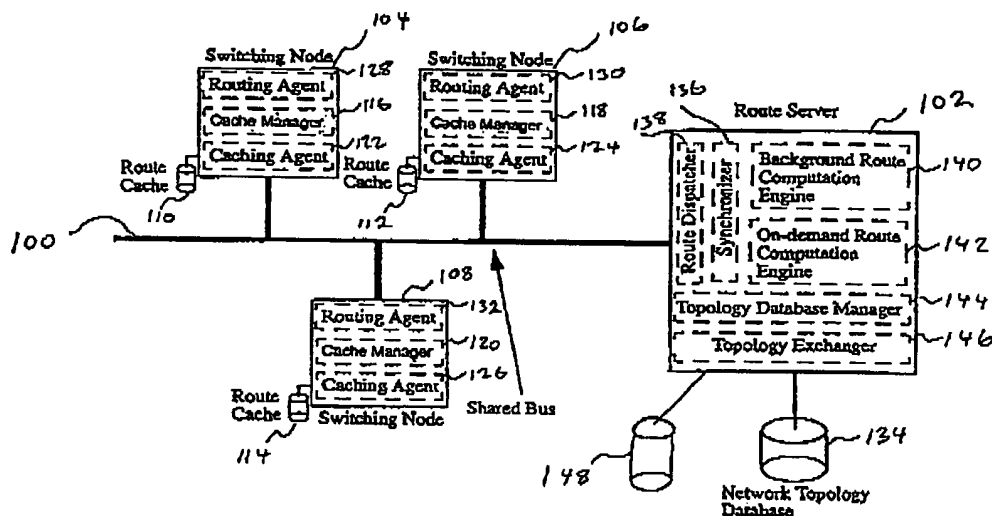 104
Switching Node
128
Routing Agent
116
Cache Manager
122
Caching Agent
Route
Cache
110
106
Switching Node
130
Routing Agent
118
Cache Manager
124
Caching Agent
Route
Cache
112
100
108
132
Routing Agent
120
Cache Manager
126
Caching Agent
Switching Node
Route
Cache
114
Shared Bus
Route Server
102
136
138
Route Dispatcher
Synchronizer
Background Route
Computation
Engine
140
On-demand Route
Computation
Engine
142
Topology Database Manager
144
Topology Exchanger
146
148
134
Network Topology
Database